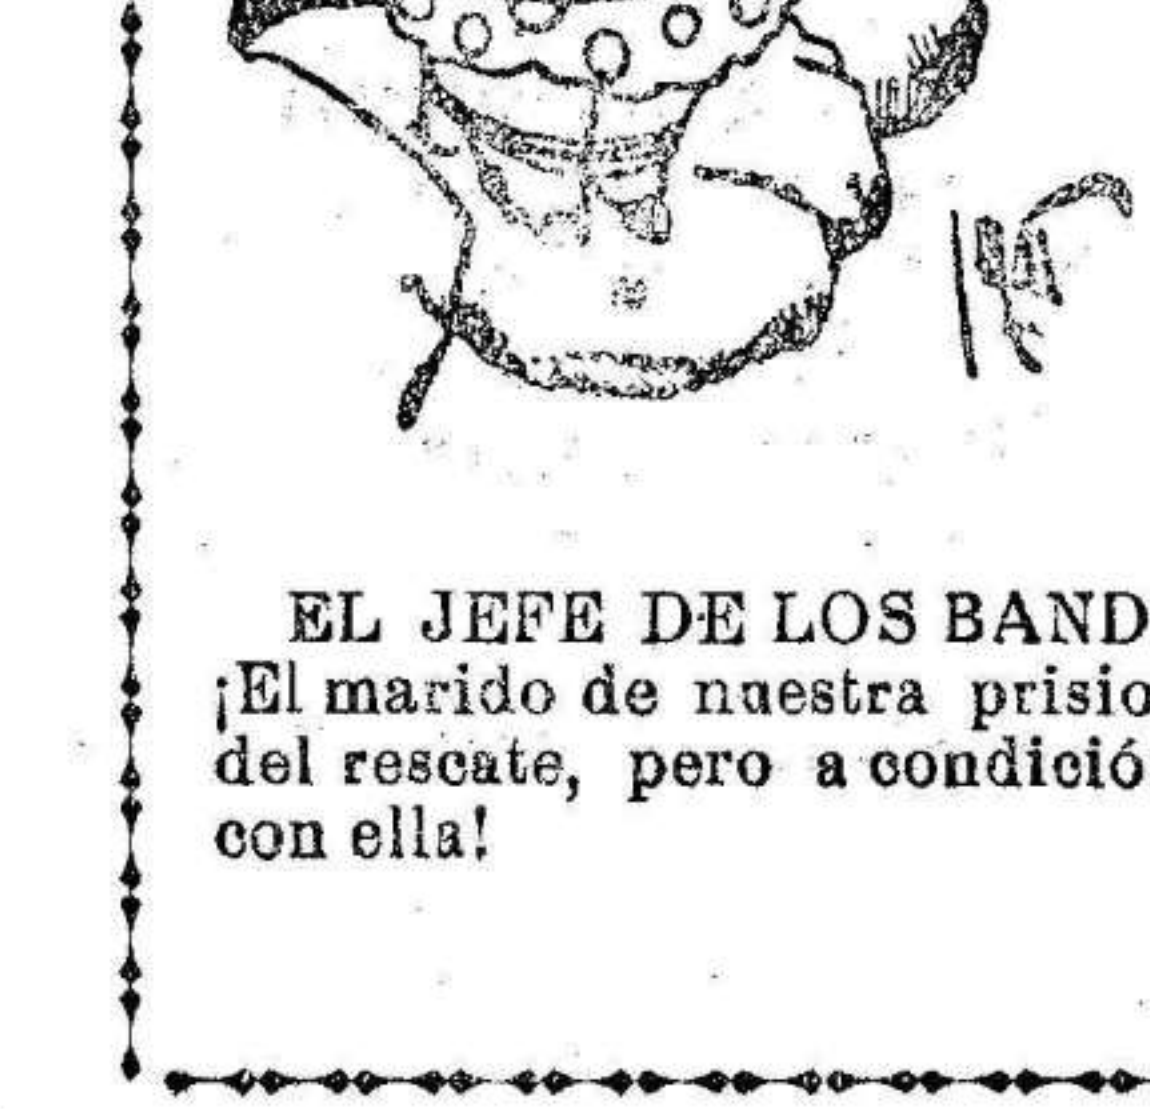 EL JEFE DE LOS BAND
¡El marido de nuestra prisio
del rescate, pero a condició
con ella!